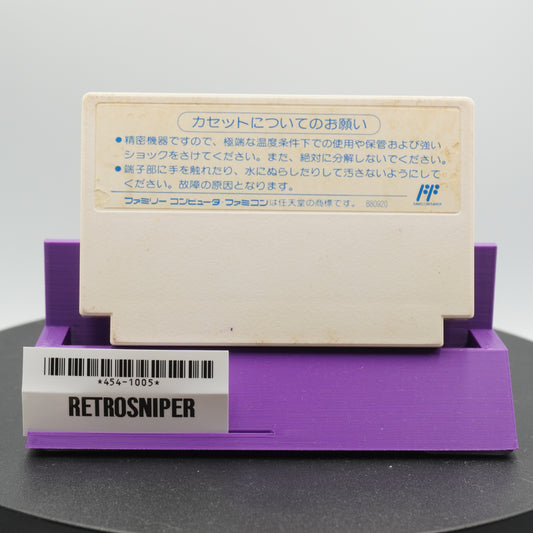 カセットについてのお願い
●精密機器ですので、極端な温度条件下での使用や保管および強い
ショックをさけてください。また、絶対に分解しないでください。
●端子部に手を触れたり、水にぬらしたりして汚さないようにして
ください。故障の原因となります。
ファミリー コンピュータ ファミコンは任天堂の商標です。 880920
FF
*454-1005*
RETROSNIPER